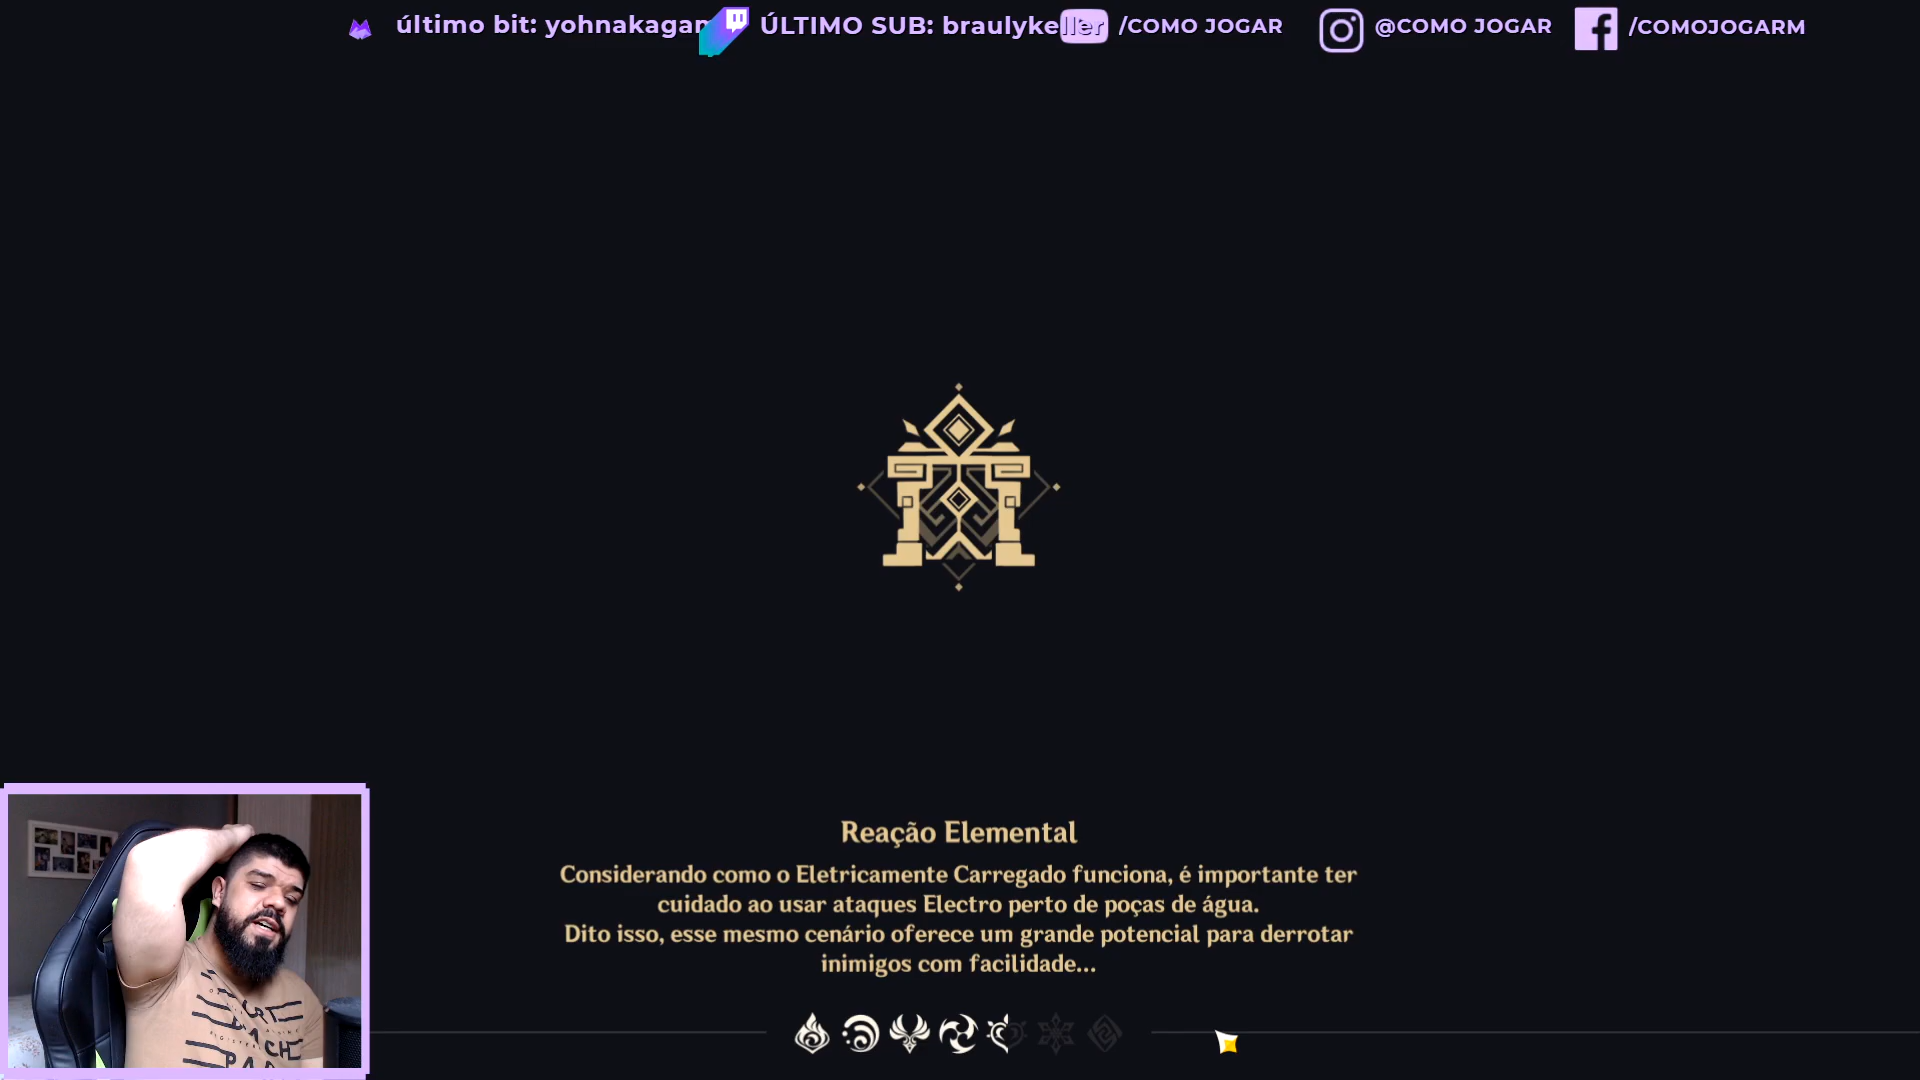 último bit: yohnakagam
ÚLTIMO SUB: braulykeller
/COMO JOGAR
@COMO JOGAR
/COMOJOGARM
Reação Elemental
Considerando como o Eletricamente Carregado funciona, é importante ter
cuidado ao usar ataques Electro perto de poças de água.
Dito isso, esse mesmo cenário oferece um grande potencial para derrotar
inimigos com facilidade...